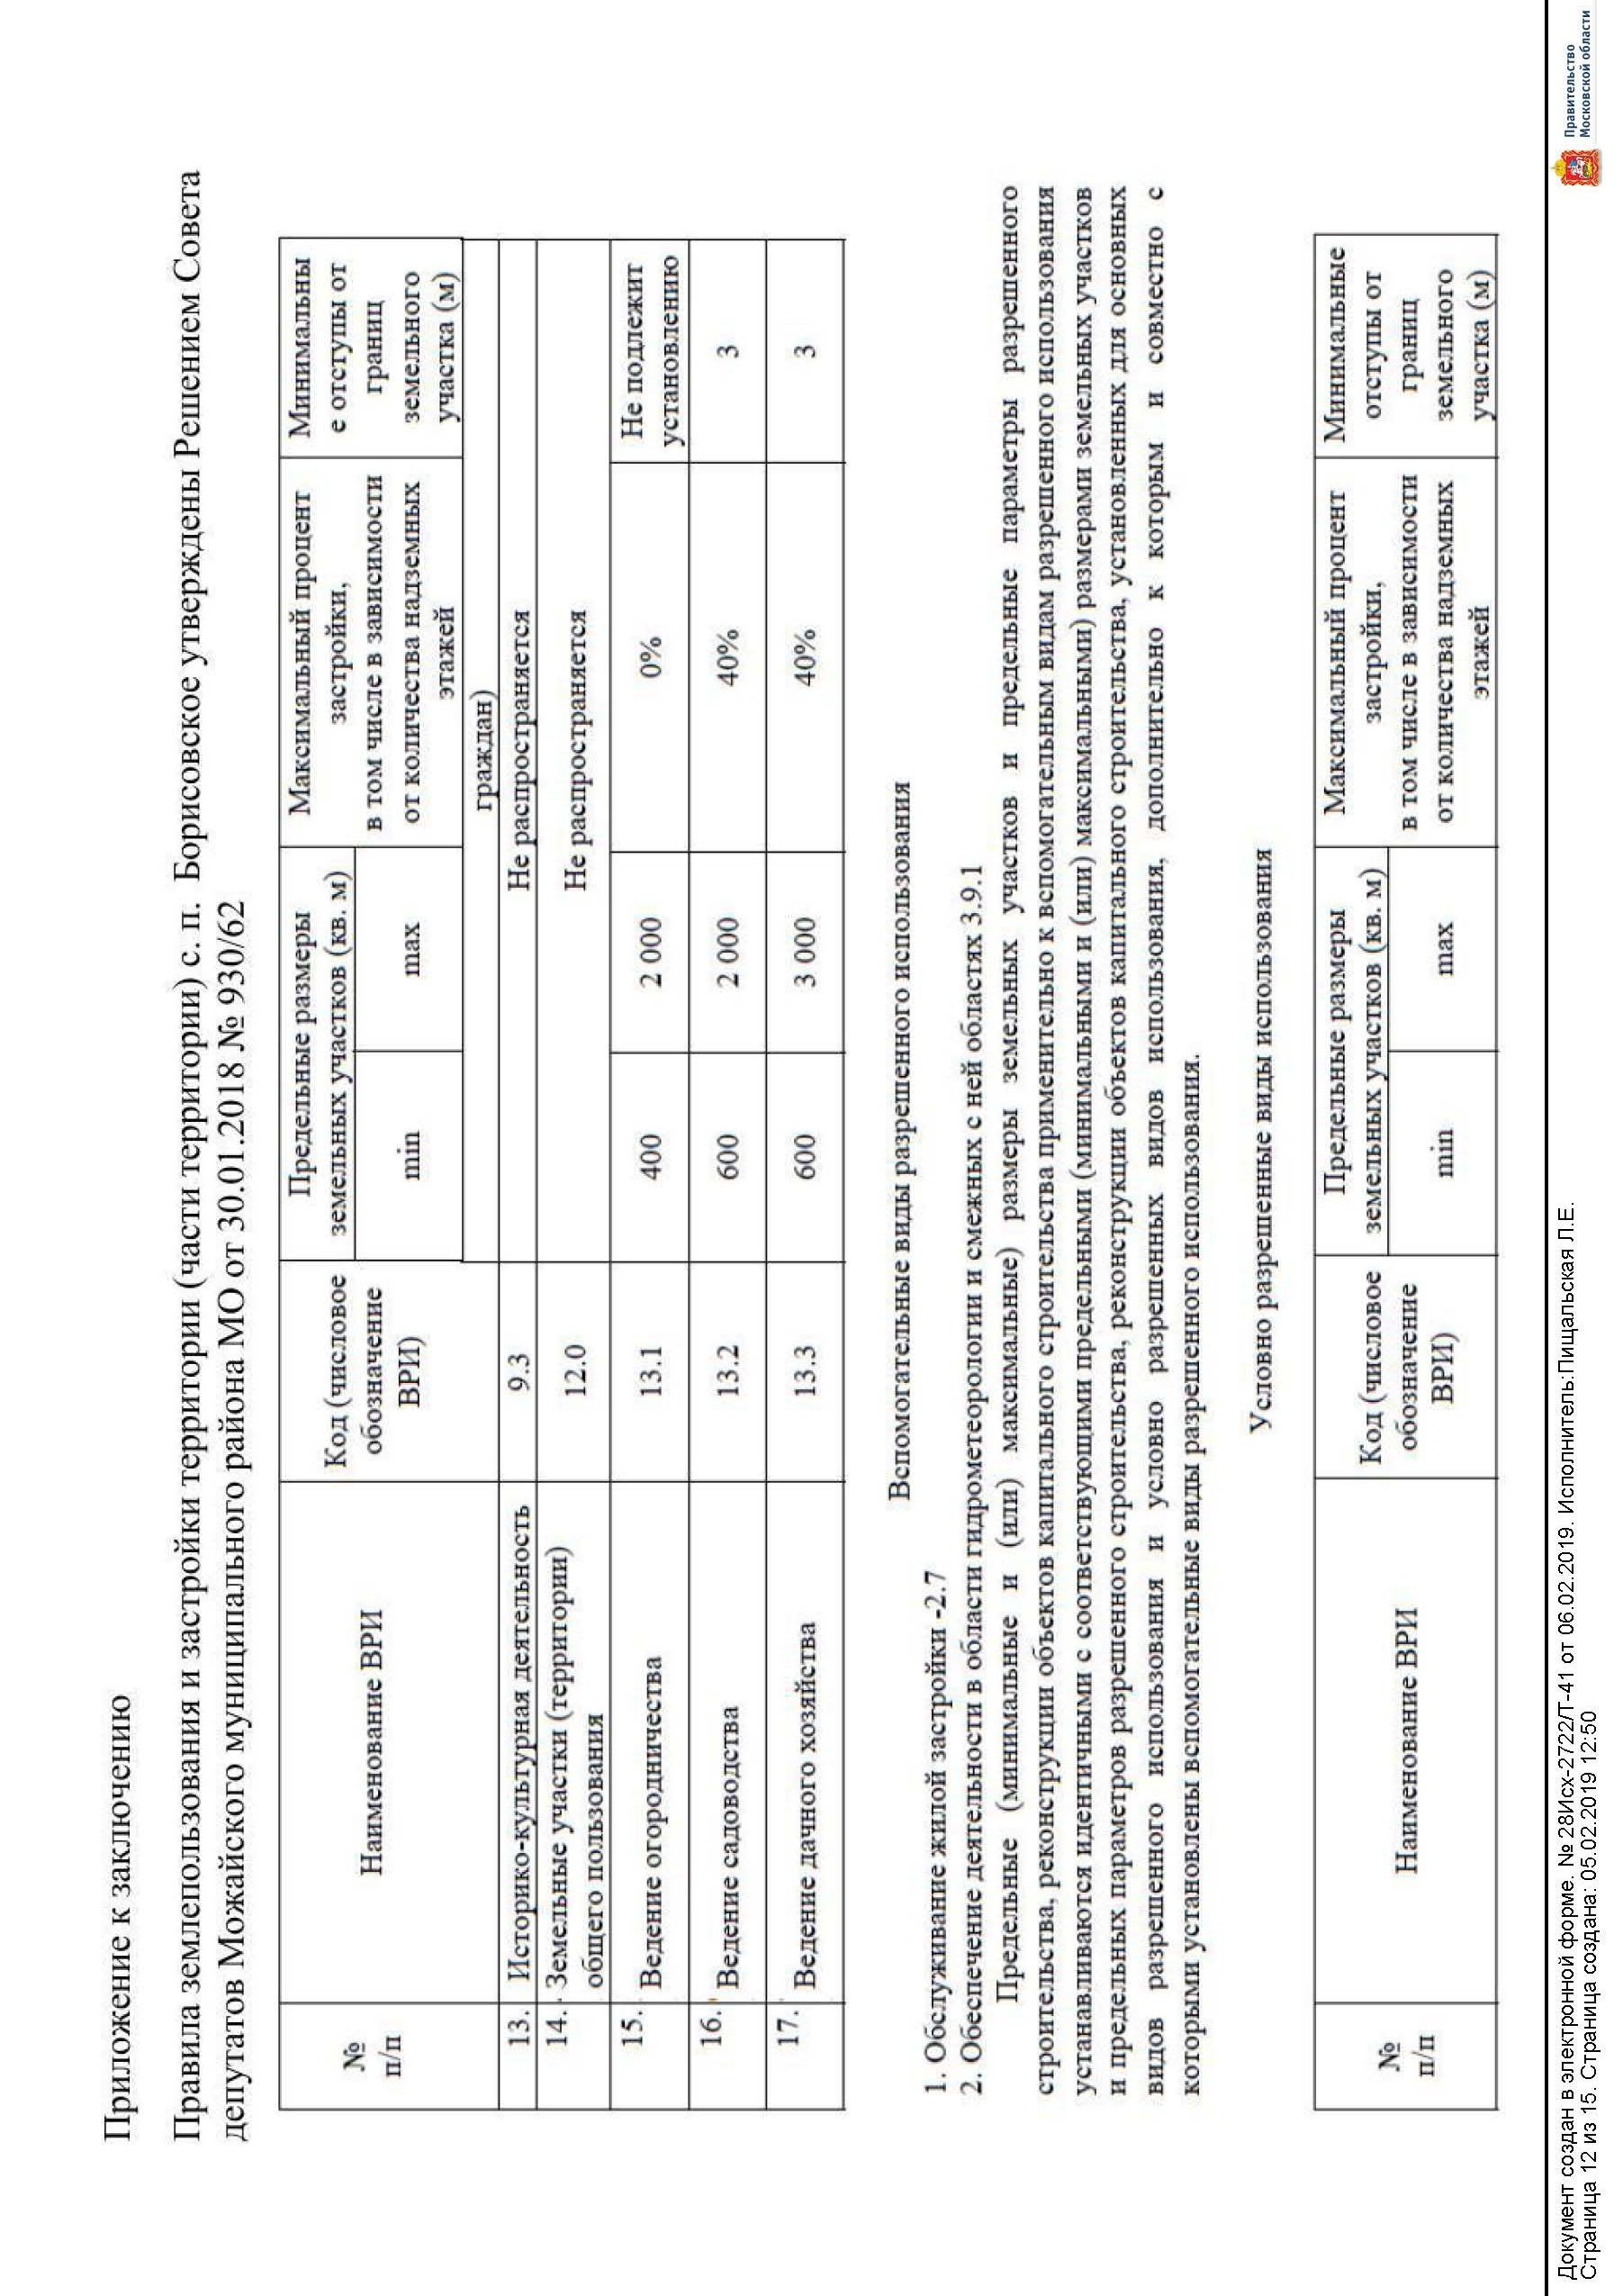 Приложение к заключению
Правила землепользования и застройки территории (части территории) с. п. Борисовское утверждены Решением Совета
депутатов Можайского муниципального района МО от 30.01.2018 № 930/62
№
п/п
Наименование ВРИ
Код (числовое
обозначение
ВРИ)
Предельные размеры
земельных участков (кв. м)
min
max
Максимальный процент
застройки,
в том числе в зависимости
от количества надземных
этажей
Минимальны
е отступы от
границ
земельного
участка (м)
граждан)
13. Историко-культурная деятельность 9.3 Не распространяется
14. Земельные участки (территории)
общего пользования
12.0 Не распространяется
15. Ведение огородничества 13.1 400 2 000 0% Не подлежит
установлению
16. Ведение садоводства 13.2 600 2 000 40% 3
17. Ведение дачного хозяйства 13.3 600 3 000 40% 3
Вспомогательные виды разрешенного использования
1. Обслуживание жилой застройки -2.7
2. Обеспечение деятельности в области гидрометеорологии и смежных с ней областях 3.9.1
Предельные (минимальные и (или) максимальные) размеры земельных участков и предельные параметры разрешенного
строительства, реконструкции объектов капитального строительства применительно к вспомогательным видам разрешенного использования
устанавливаются идентичными с соответствующими предельными (минимальными и (или) максимальными) размерами земельных участков
и предельных параметров разрешенного строительства, реконструкции объектов капитального строительства, установленных для основных
видов разрешенного использования и условно разрешенных видов использования, дополнительно к которым и совместно с
которыми установлены вспомогательные виды разрешенного использования.
Условно разрешенные виды использования
№
п/п
Наименование ВРИ
Код (числовое
обозначение
ВРИ)
Предельные размеры
земельных участков (кв. м)
min
max
Максимальный процент
застройки,
в том числе в зависимости
от количества надземных
этажей
Минимальные
отступы от
границ
земельного
участка (м)
Документ создан в электронной форме. № 28Исх-2722/Т-41 от 06.02.2019. Исполнитель:Пищальская Л.Е.
Страница 12 из 15. Страница создана: 05.02.2019 12:50
Правительство
Московской области